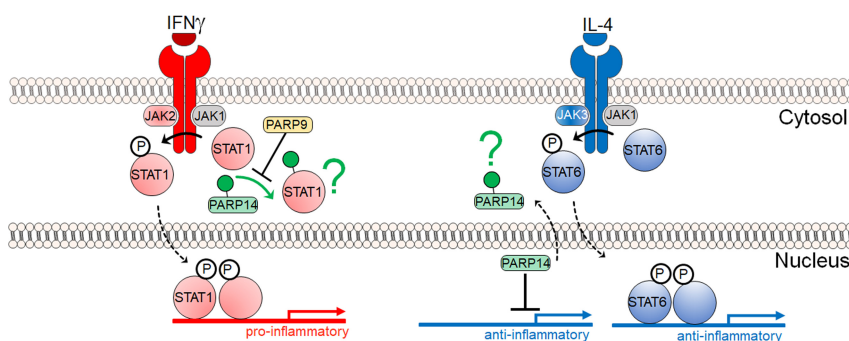 IFNγ
IL-4
JAK2
JAK1
JAK3
JAK1
Cytosol
PARP9
P
STAT1
STAT1
STAT1
?
PARP14
?
P
STAT6
STAT6
PARP14
Nucleus
PARP14
P P
STAT1
pro-inflammatory
anti-inflammatory
P P
STAT6
anti-inflammatory